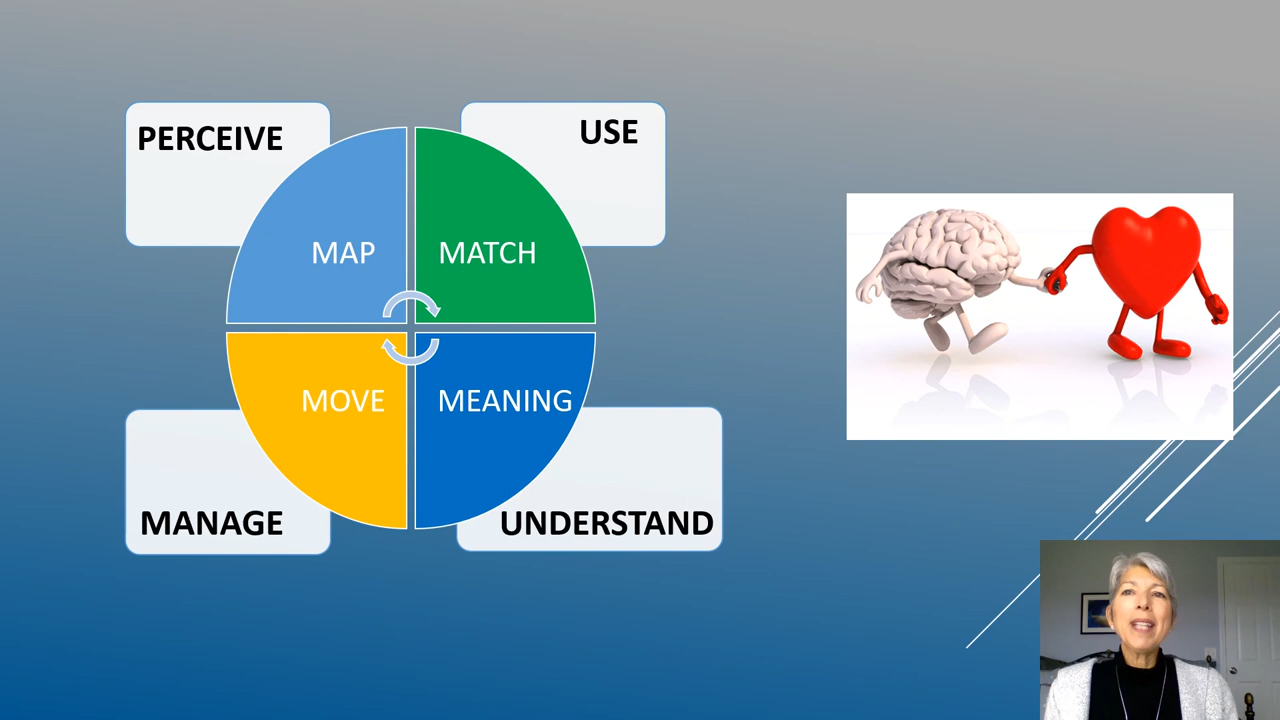 PERCEIVE
USE
MAP
MATCH
MOVE
MEANING
MANAGE
UNDERSTAND